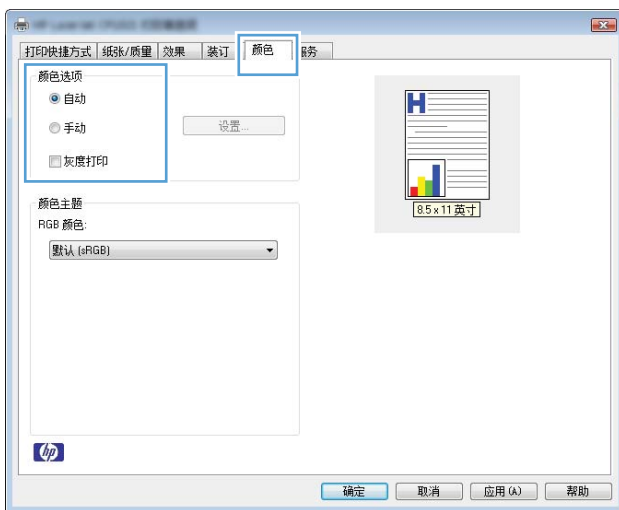 打印快捷方式 纸张/质量 效果 装订 颜色 服务
颜色选项
自动
手动 设置...
灰度打印
H
8.5 x 11 英寸
颜色主题
RGB 颜色:
默认 (sRGB)
hp
确定 取消 应用 (A) 帮助